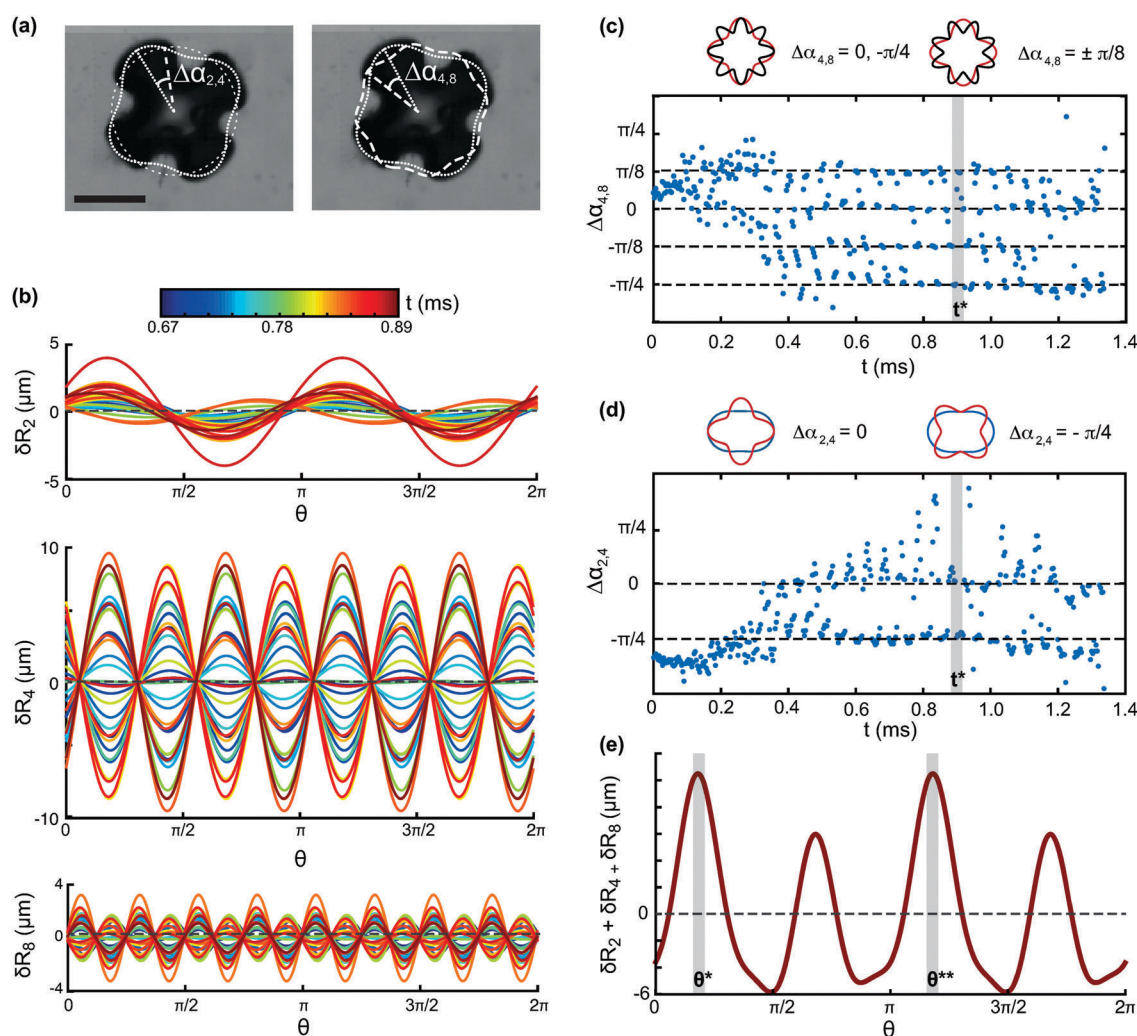 (a)
Δα2,4
Δα4,8
(b)
t (ms)
0.67 0.78 0.89
δR2 (μm)
5
0
-5
0 π/2 π 3π/2 2π
θ
δR4 (μm)
10
0
-10
0 π/2 π 3π/2 2π
θ
δR8 (μm)
4
0
-4
0 π/2 π 3π/2 2π
θ
(c)
Δα4,8 = 0, -π/4
Δα4,8 = ± π/8
Δα4,8
π/4
π/8
0
-π/8
-π/4
t*
0 0.2 0.4 0.6 0.8 1.0 1.2 1.4
t (ms)
(d)
Δα2,4 = 0
Δα2,4 = - π/4
Δα2,4
π/4
0
-π/4
t*
0 0.2 0.4 0.6 0.8 1.0 1.2 1.4
t (ms)
(e)
δR2 + δR4 + δR8 (μm)
0
-6
θ* θ**
0 π/2 π 3π/2 2π
θ